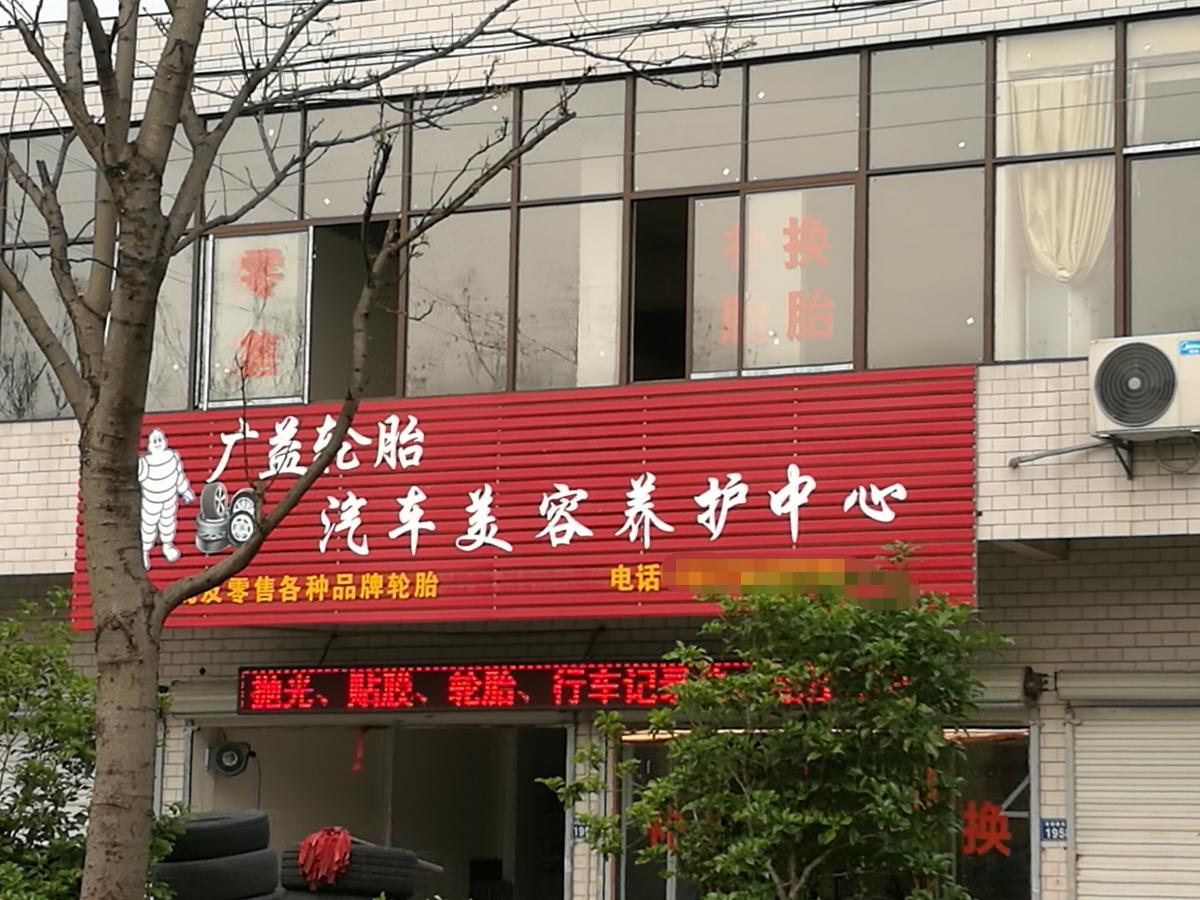 零售
补胎
换胎
广益轮胎
汽车美容养护中心
发零售各种品牌轮胎
电话
抛光、贴膜、轮胎、行车记录
换
195